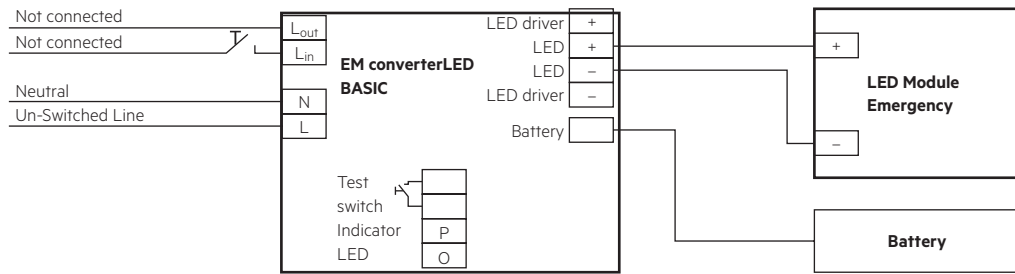 Not connected
Not connected
Neutral
Un-Switched Line
Lout
Lin
N
L
EM converterLED
BASIC
LED driver +
LED +
LED –
LED driver –
Battery
Test
switch
Indicator P
LED O
+
–
LED Module
Emergency
Battery